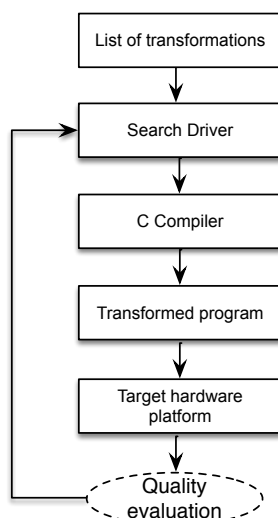 List of transformations
Search Driver
C Compiler
Transformed program
Target hardware
platform
Quality
evaluation